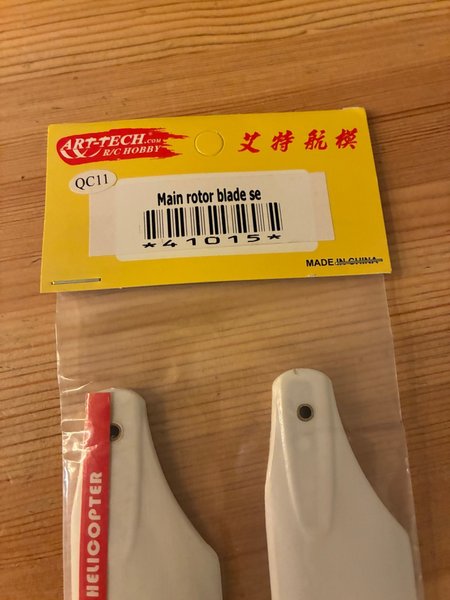 ART-TECH.COM
R/C HOBBY
艾特航模
QC11
Main rotor blade se
*41015*
MADE IN CHINA
HELICOPTER